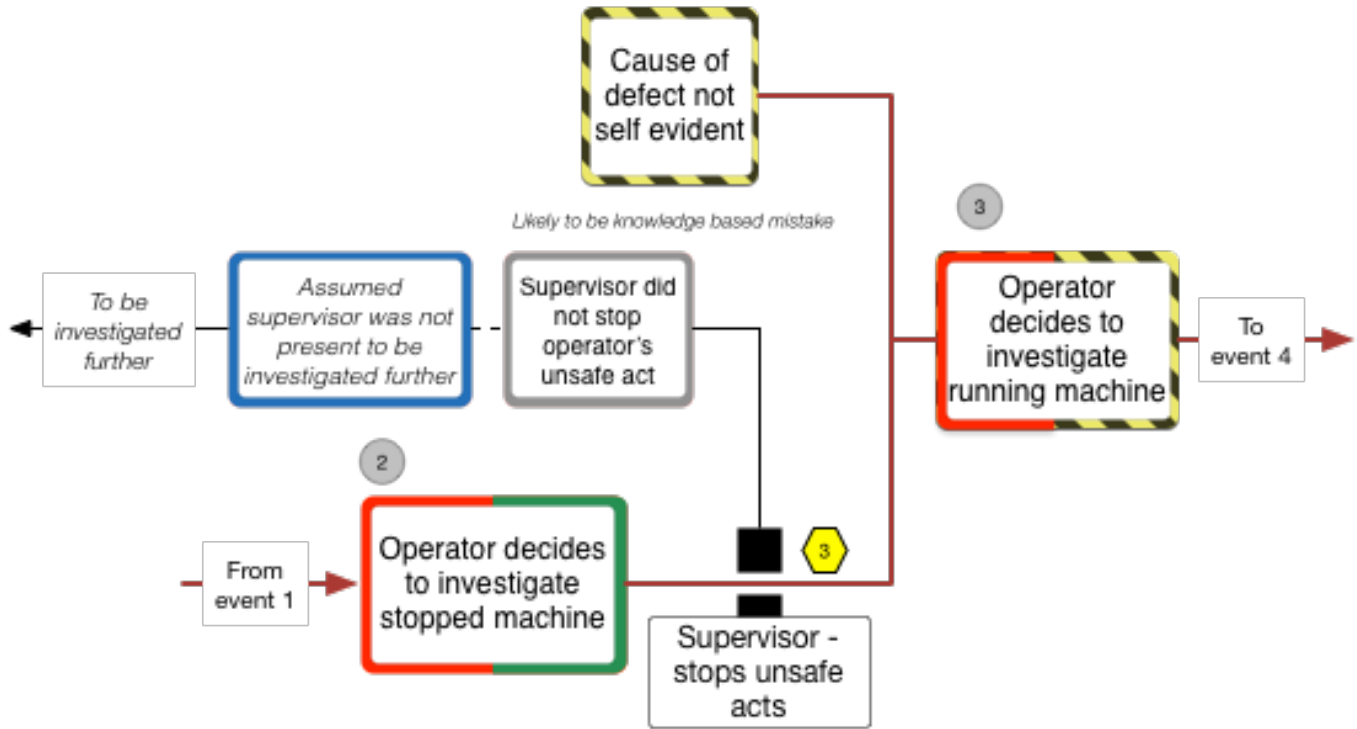 Cause of
defect not
self evident
Likely to be knowledge based mistake
3
To be
investigated
further
Assumed
supervisor was not
present to be
investigated further
Supervisor did
not stop
operator's
unsafe act
Operator
decides to
investigate
running machine
To
event 4
2
From
event 1
Operator decides
to investigate
stopped machine
3
Supervisor -
stops unsafe
acts